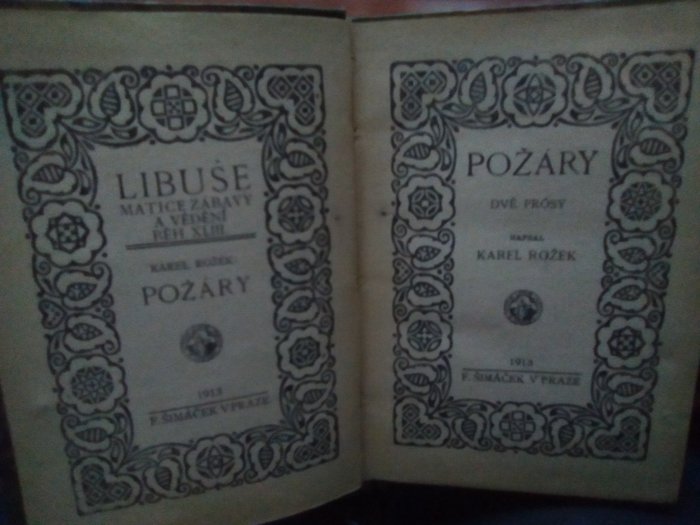 LIBUŠE
MATICE ZÁBAVY
A VĚDĚNÍ
BĚH XLIII.
KAREL ROŽEK:
POŽÁRY
1913
F. ŠIMÁČEK V PRAZE
POŽÁRY
DVĚ PRÓSY
NAPSAL
KAREL ROŽEK
1913
F. ŠIMÁČEK V PRAZE